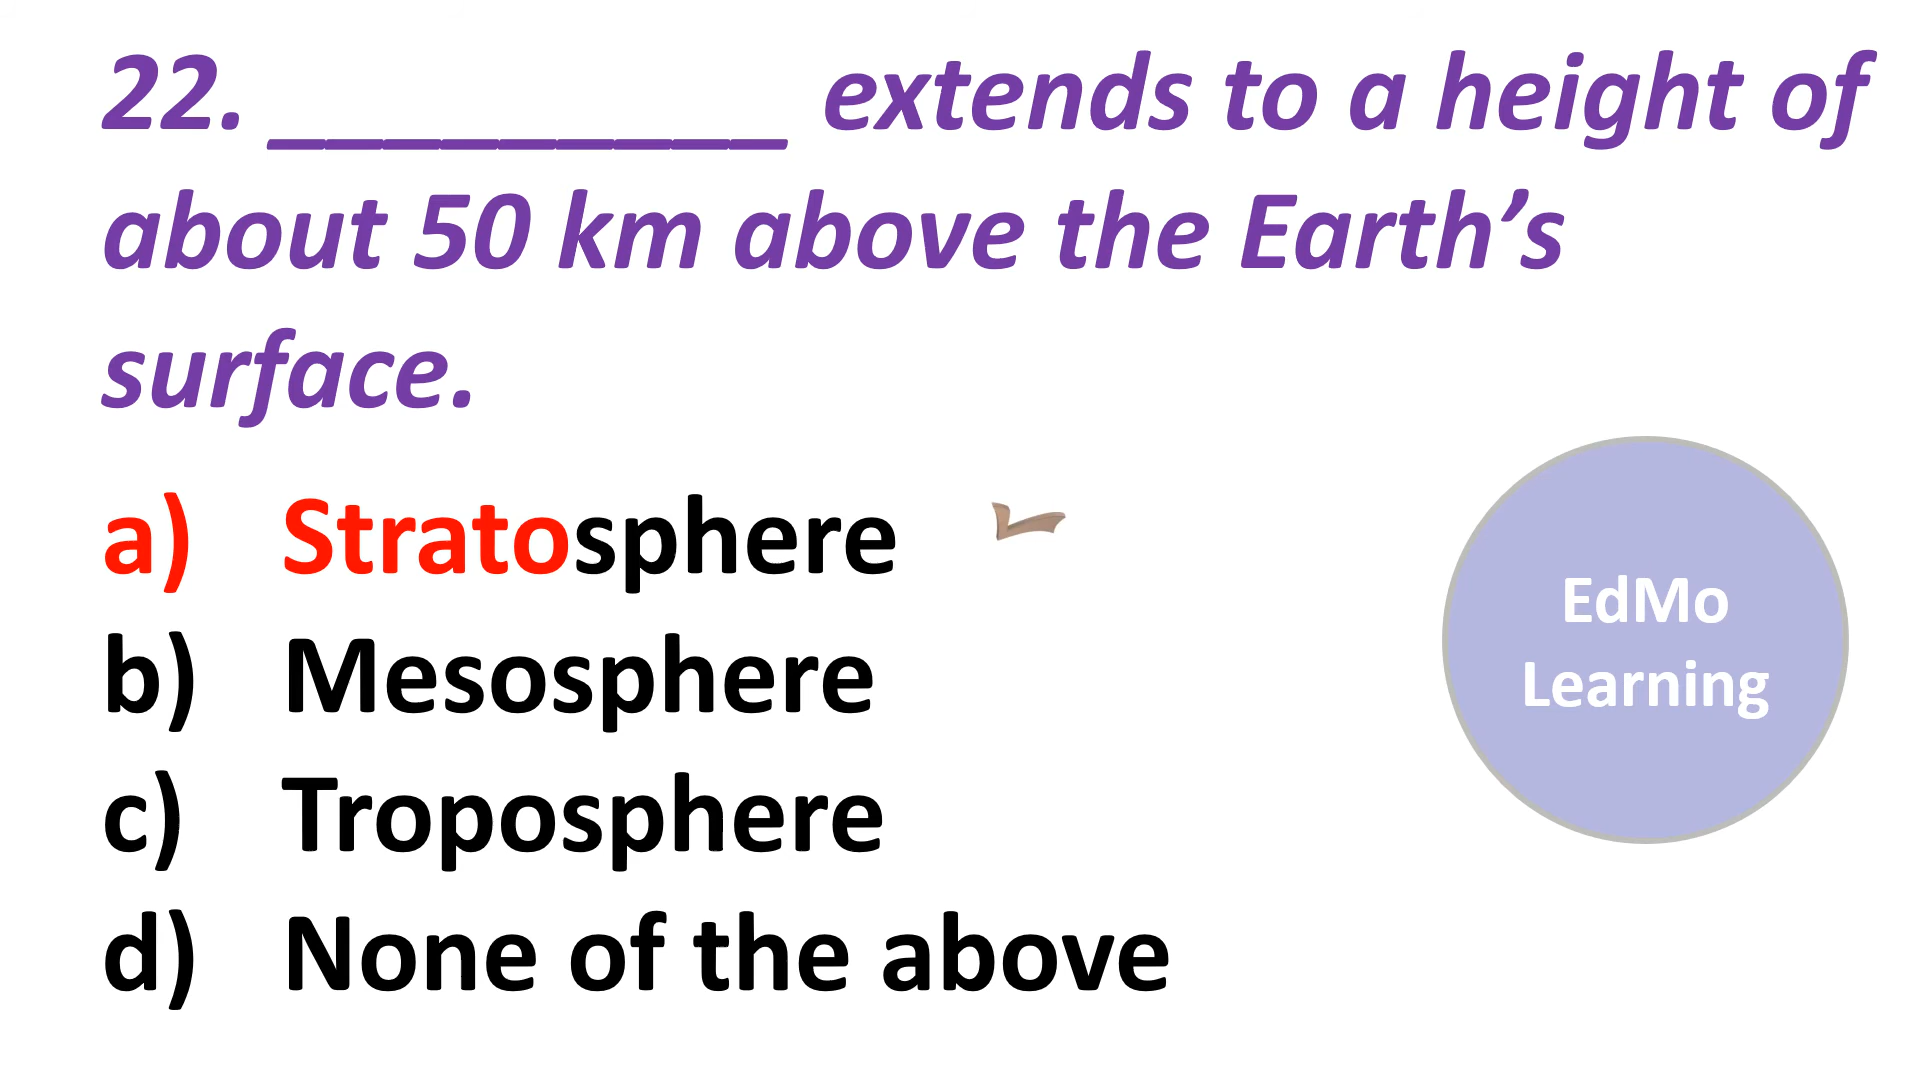 22. _________ extends to a height of
about 50 km above the Earth’s
surface.
a) Stratosphere
b) Mesosphere
c) Troposphere
d) None of the above
EdMo
Learning